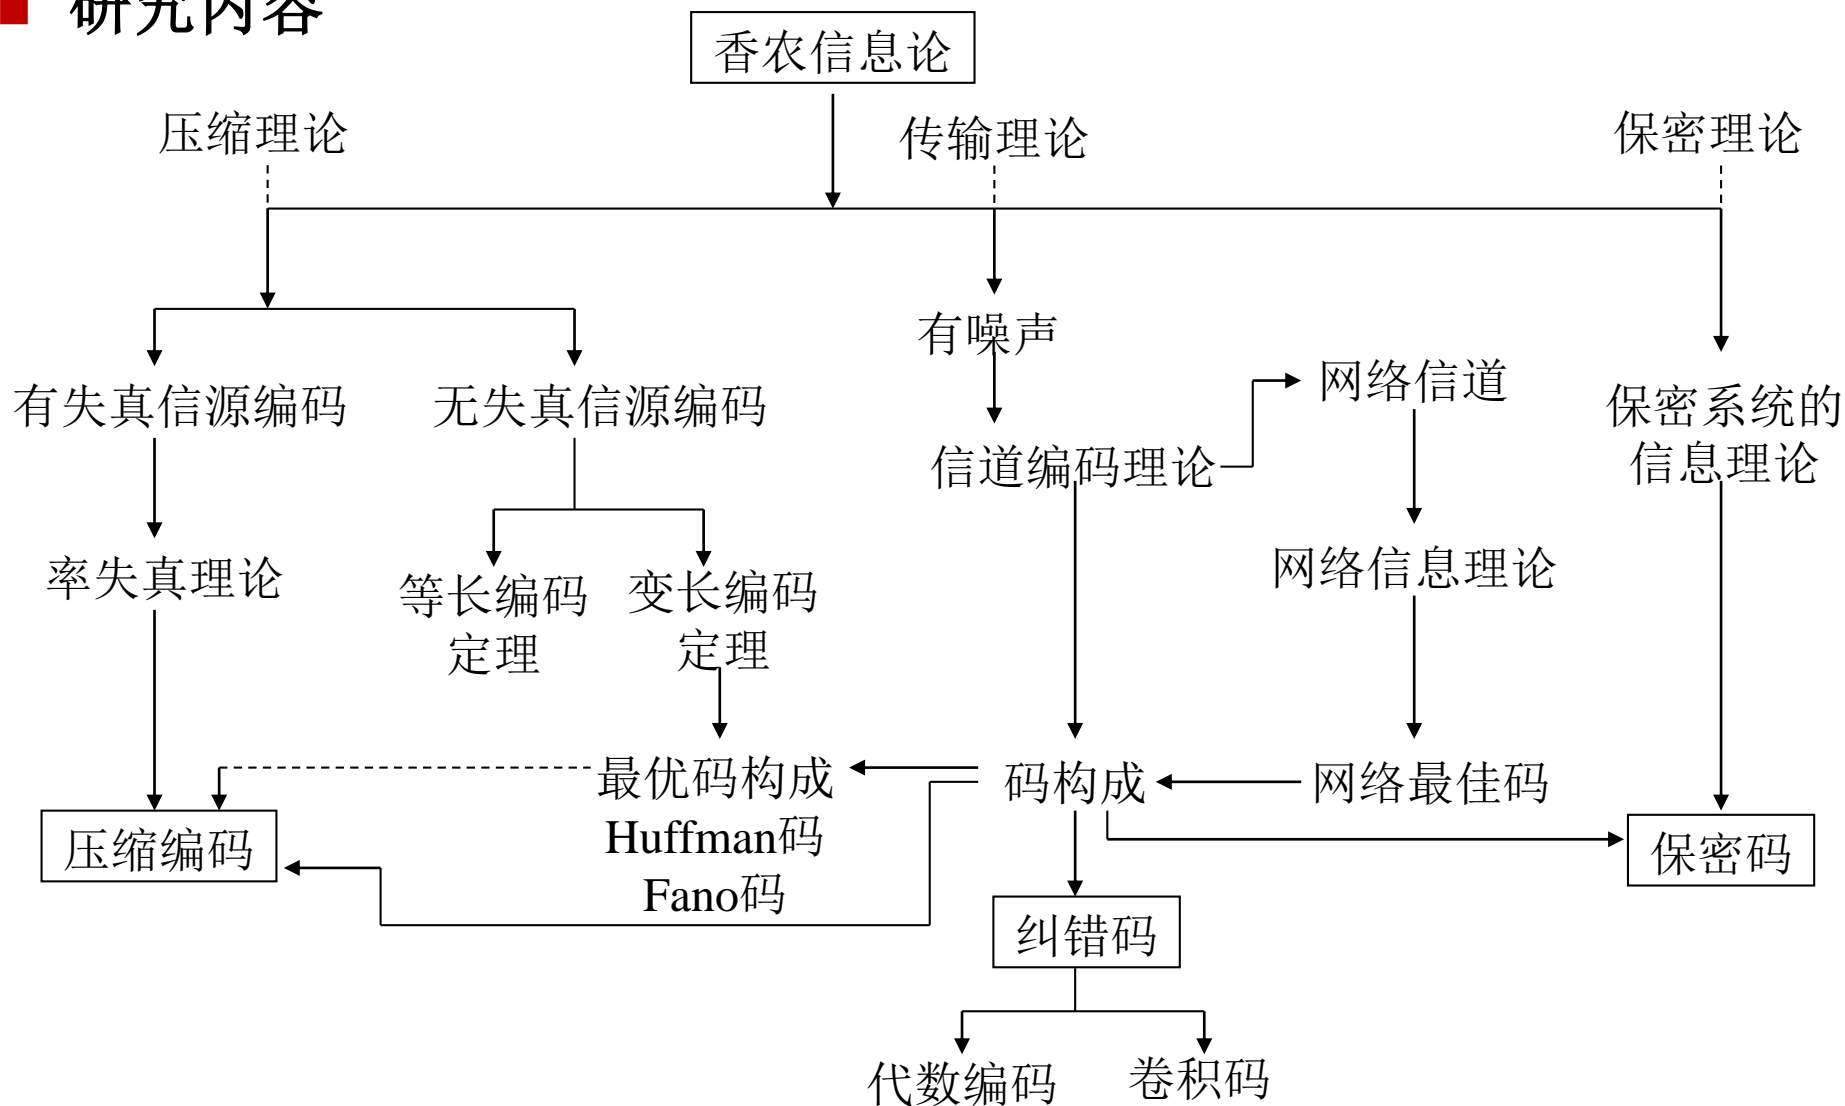 研究内容
香农信息论
压缩理论
传输理论
保密理论
有噪声
有失真信源编码
无失真信源编码
信道编码理论
网络信道
保密系统的
信息理论
率失真理论
等长编码
定理
变长编码
定理
网络信息理论
最优码构成
Huffman码
Fano码
码构成
网络最佳码
压缩编码
保密码
纠错码
代数编码
卷积码